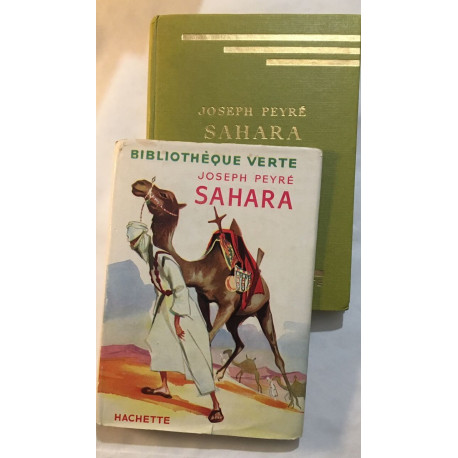 JOSEPH PEYRÉ
SAHARA
BIBLIOTHÈQUE VERTE
JOSEPH PEYRÉ
SAHARA
HACHETTE